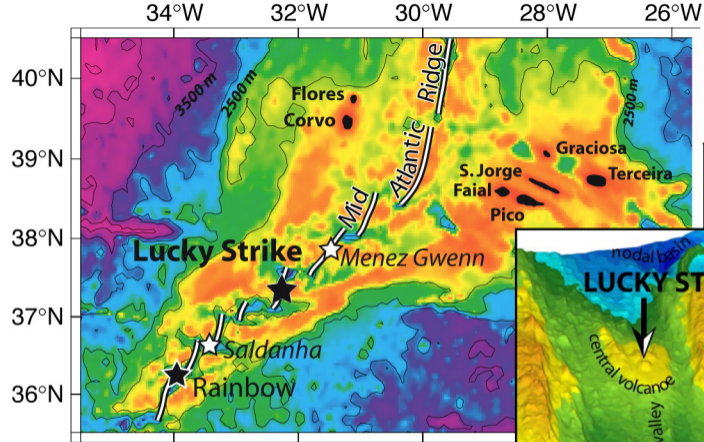 34°W 32°W 30°W 28°W 26°W
40°N
39°N
38°N
37°N
36°N
3500 m
2500 m
2500 m
Flores
Corvo
Mid Atlantic Ridge
Graciosa
S. Jorge
Terceira
Faial
Pico
Lucky Strike
Menez Gwenn
Saldanha
Rainbow
nodal basin
LUCKY ST
central volcano
valley